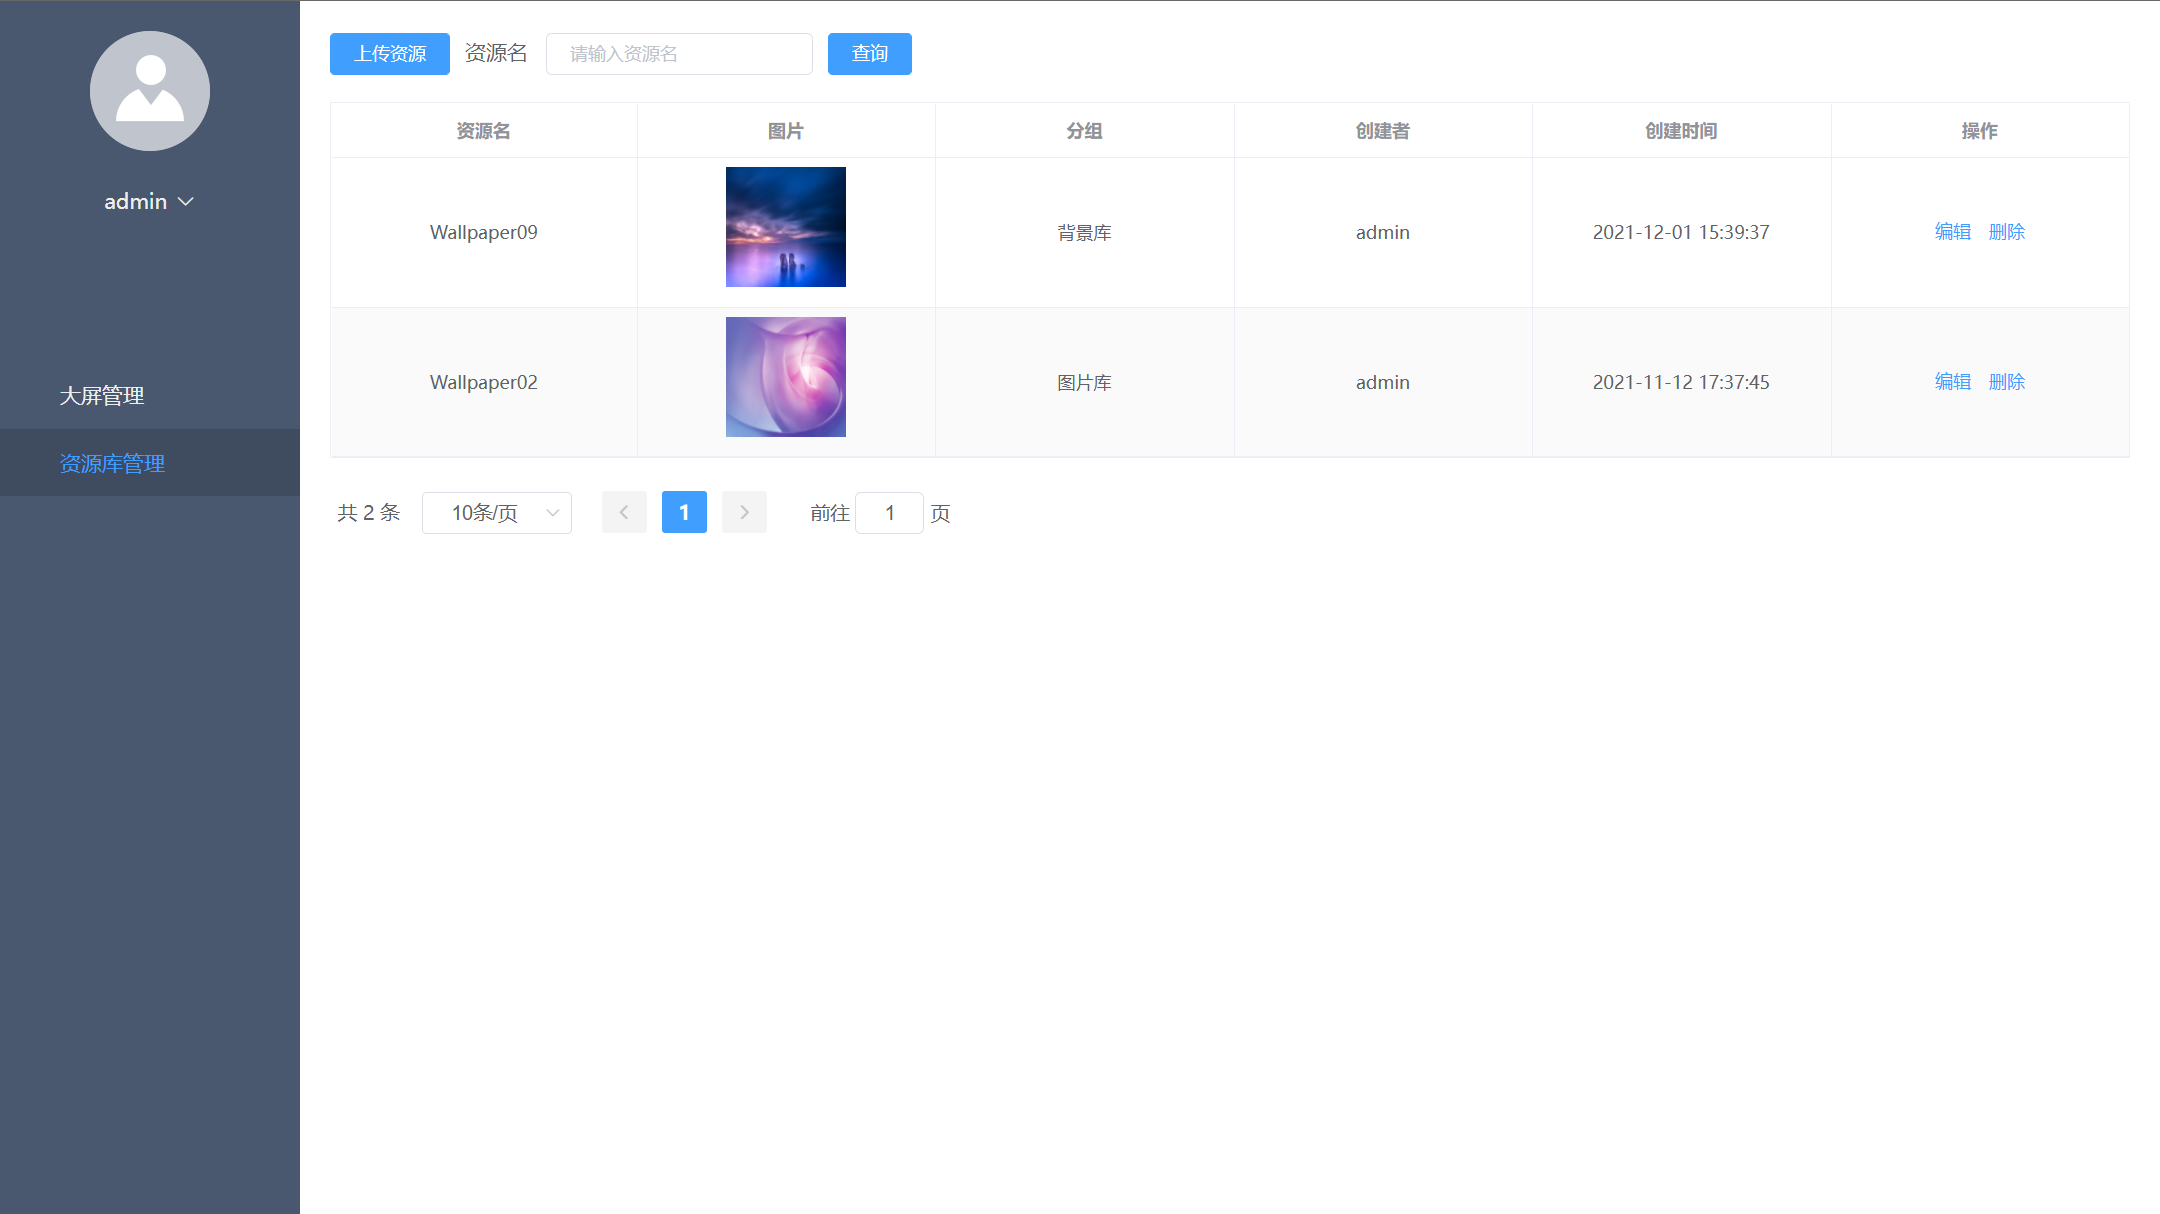 admin
大屏管理
资源库管理
上传资源 资源名 请输入资源名 查询
资源名 图片 分组 创建者 创建时间 操作
Wallpaper09 背景库 admin 2021-12-01 15:39:37 编辑 删除
Wallpaper02 图片库 admin 2021-11-12 17:37:45 编辑 删除
共 2 条 10条/页 1 前往 1 页